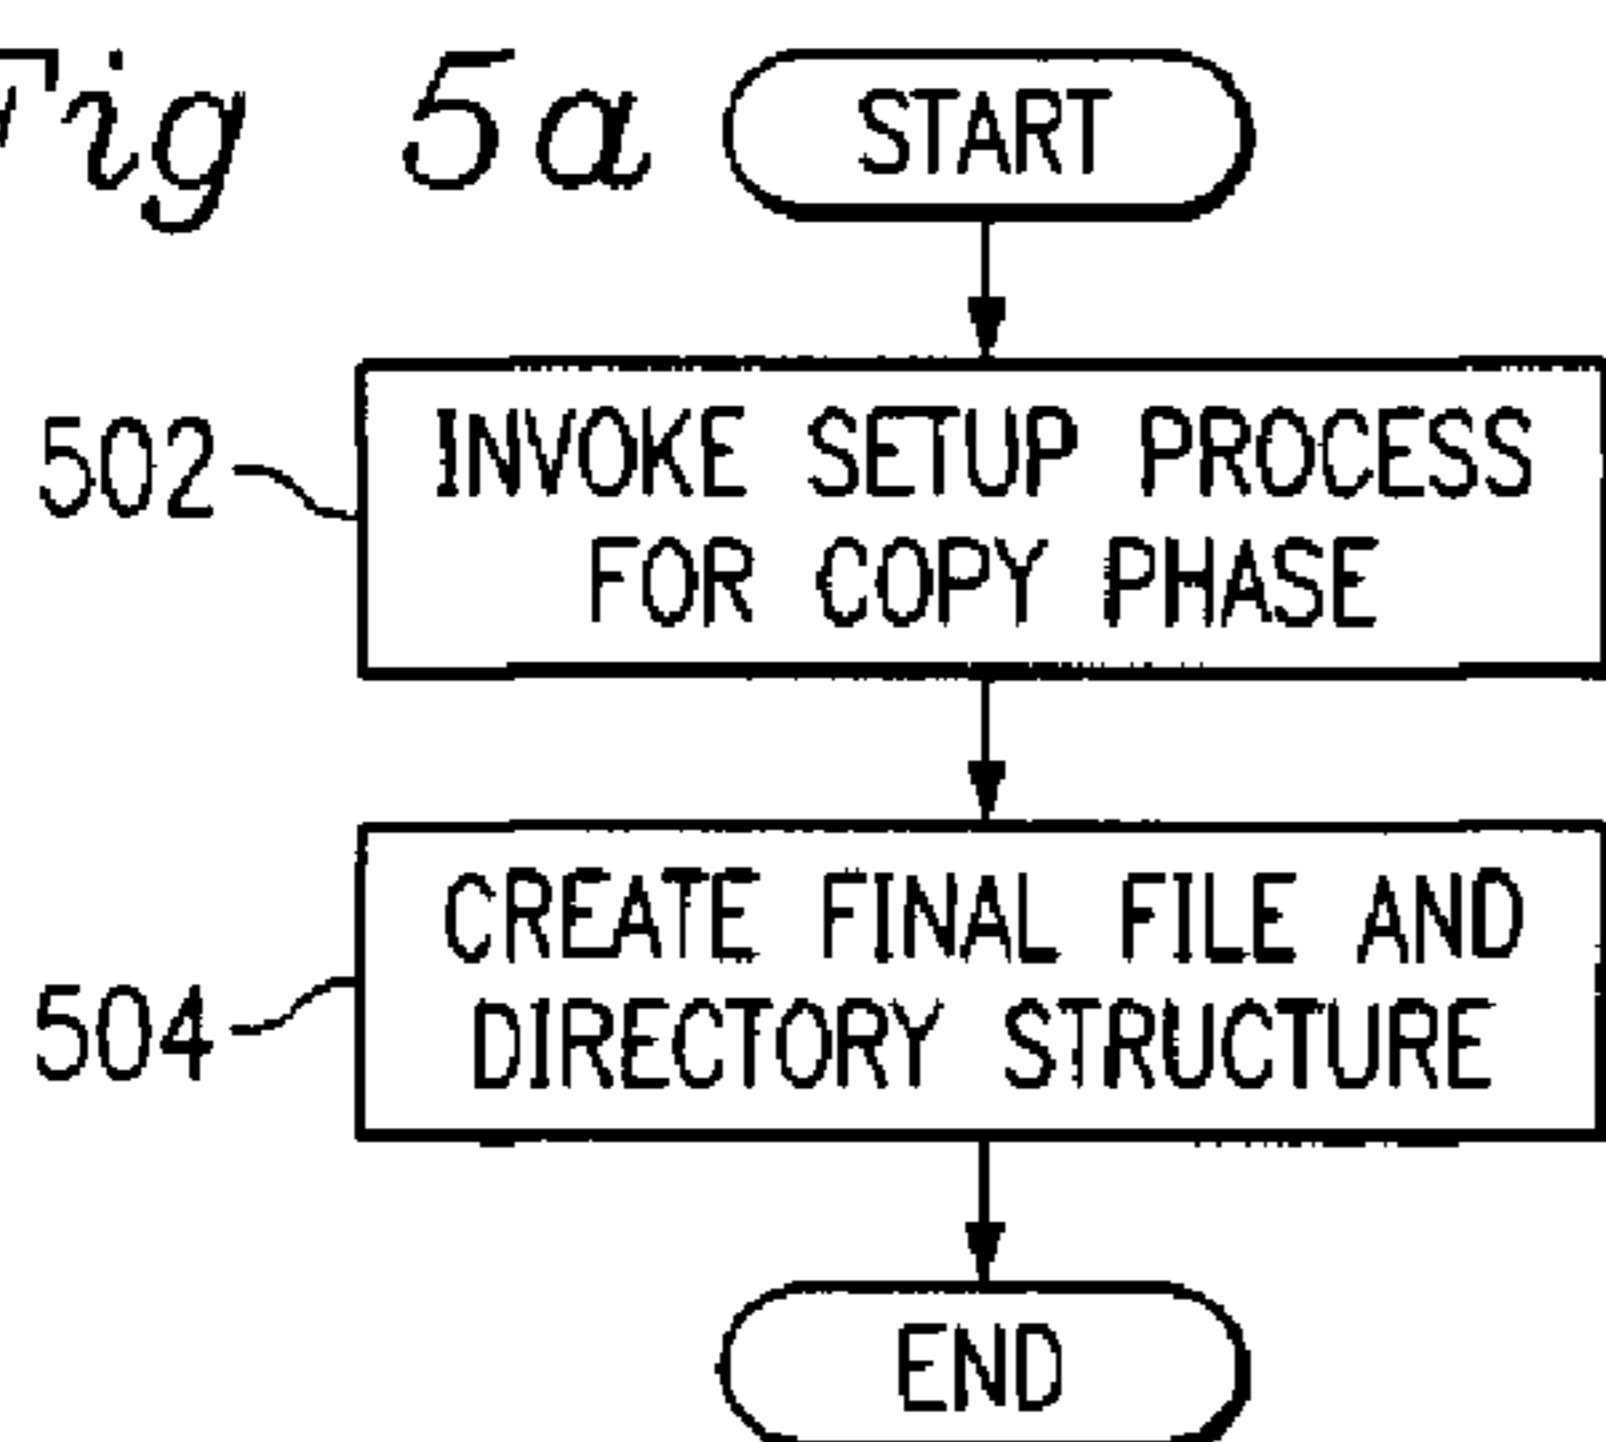 Fig 5a
START
502
INVOKE SETUP PROCESS
FOR COPY PHASE
504
CREATE FINAL FILE AND
DIRECTORY STRUCTURE
END